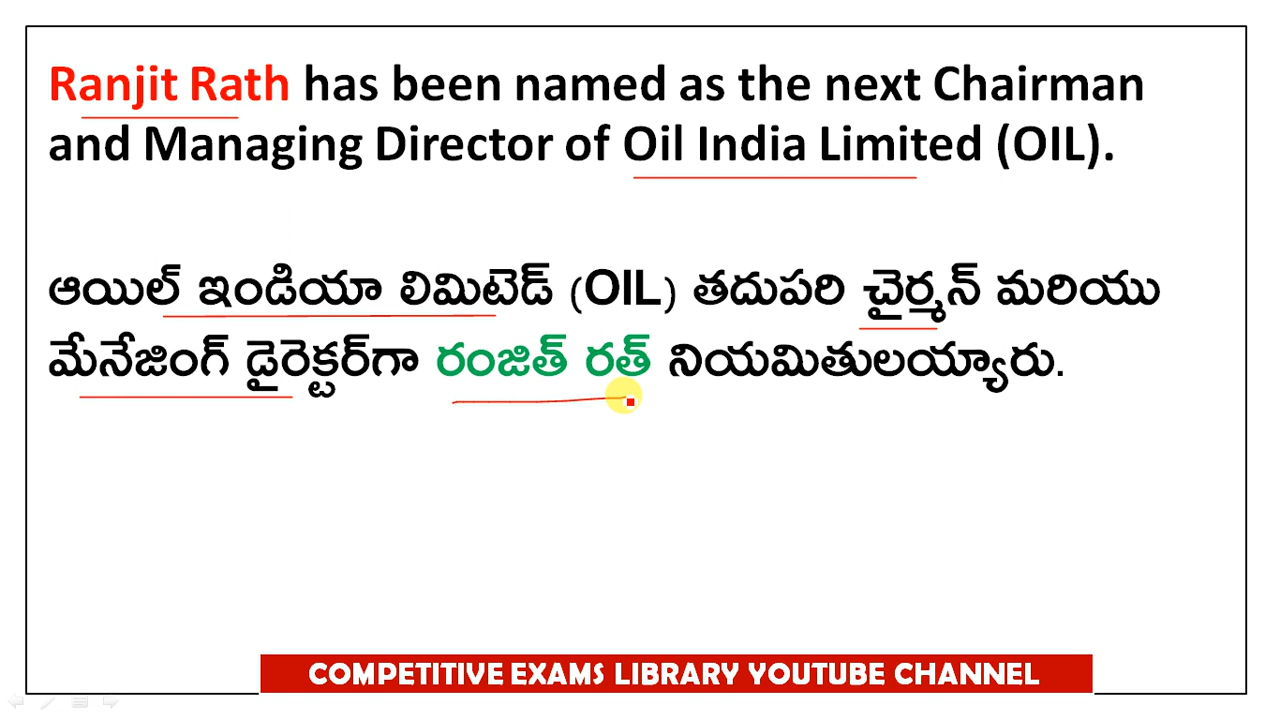 Ranjit Rath has been named as the next Chairman
and Managing Director of Oil India Limited (OIL).
ఆయిల్ ఇండియా లిమిటెడ్ (OIL) తదుపరి చైర్మన్ మరియు
మేనేజింగ్ డైరెక్టర్‌గా రంజిత్ రత్ నియమితులయ్యారు.
COMPETITIVE EXAMS LIBRARY YOUTUBE CHANNEL